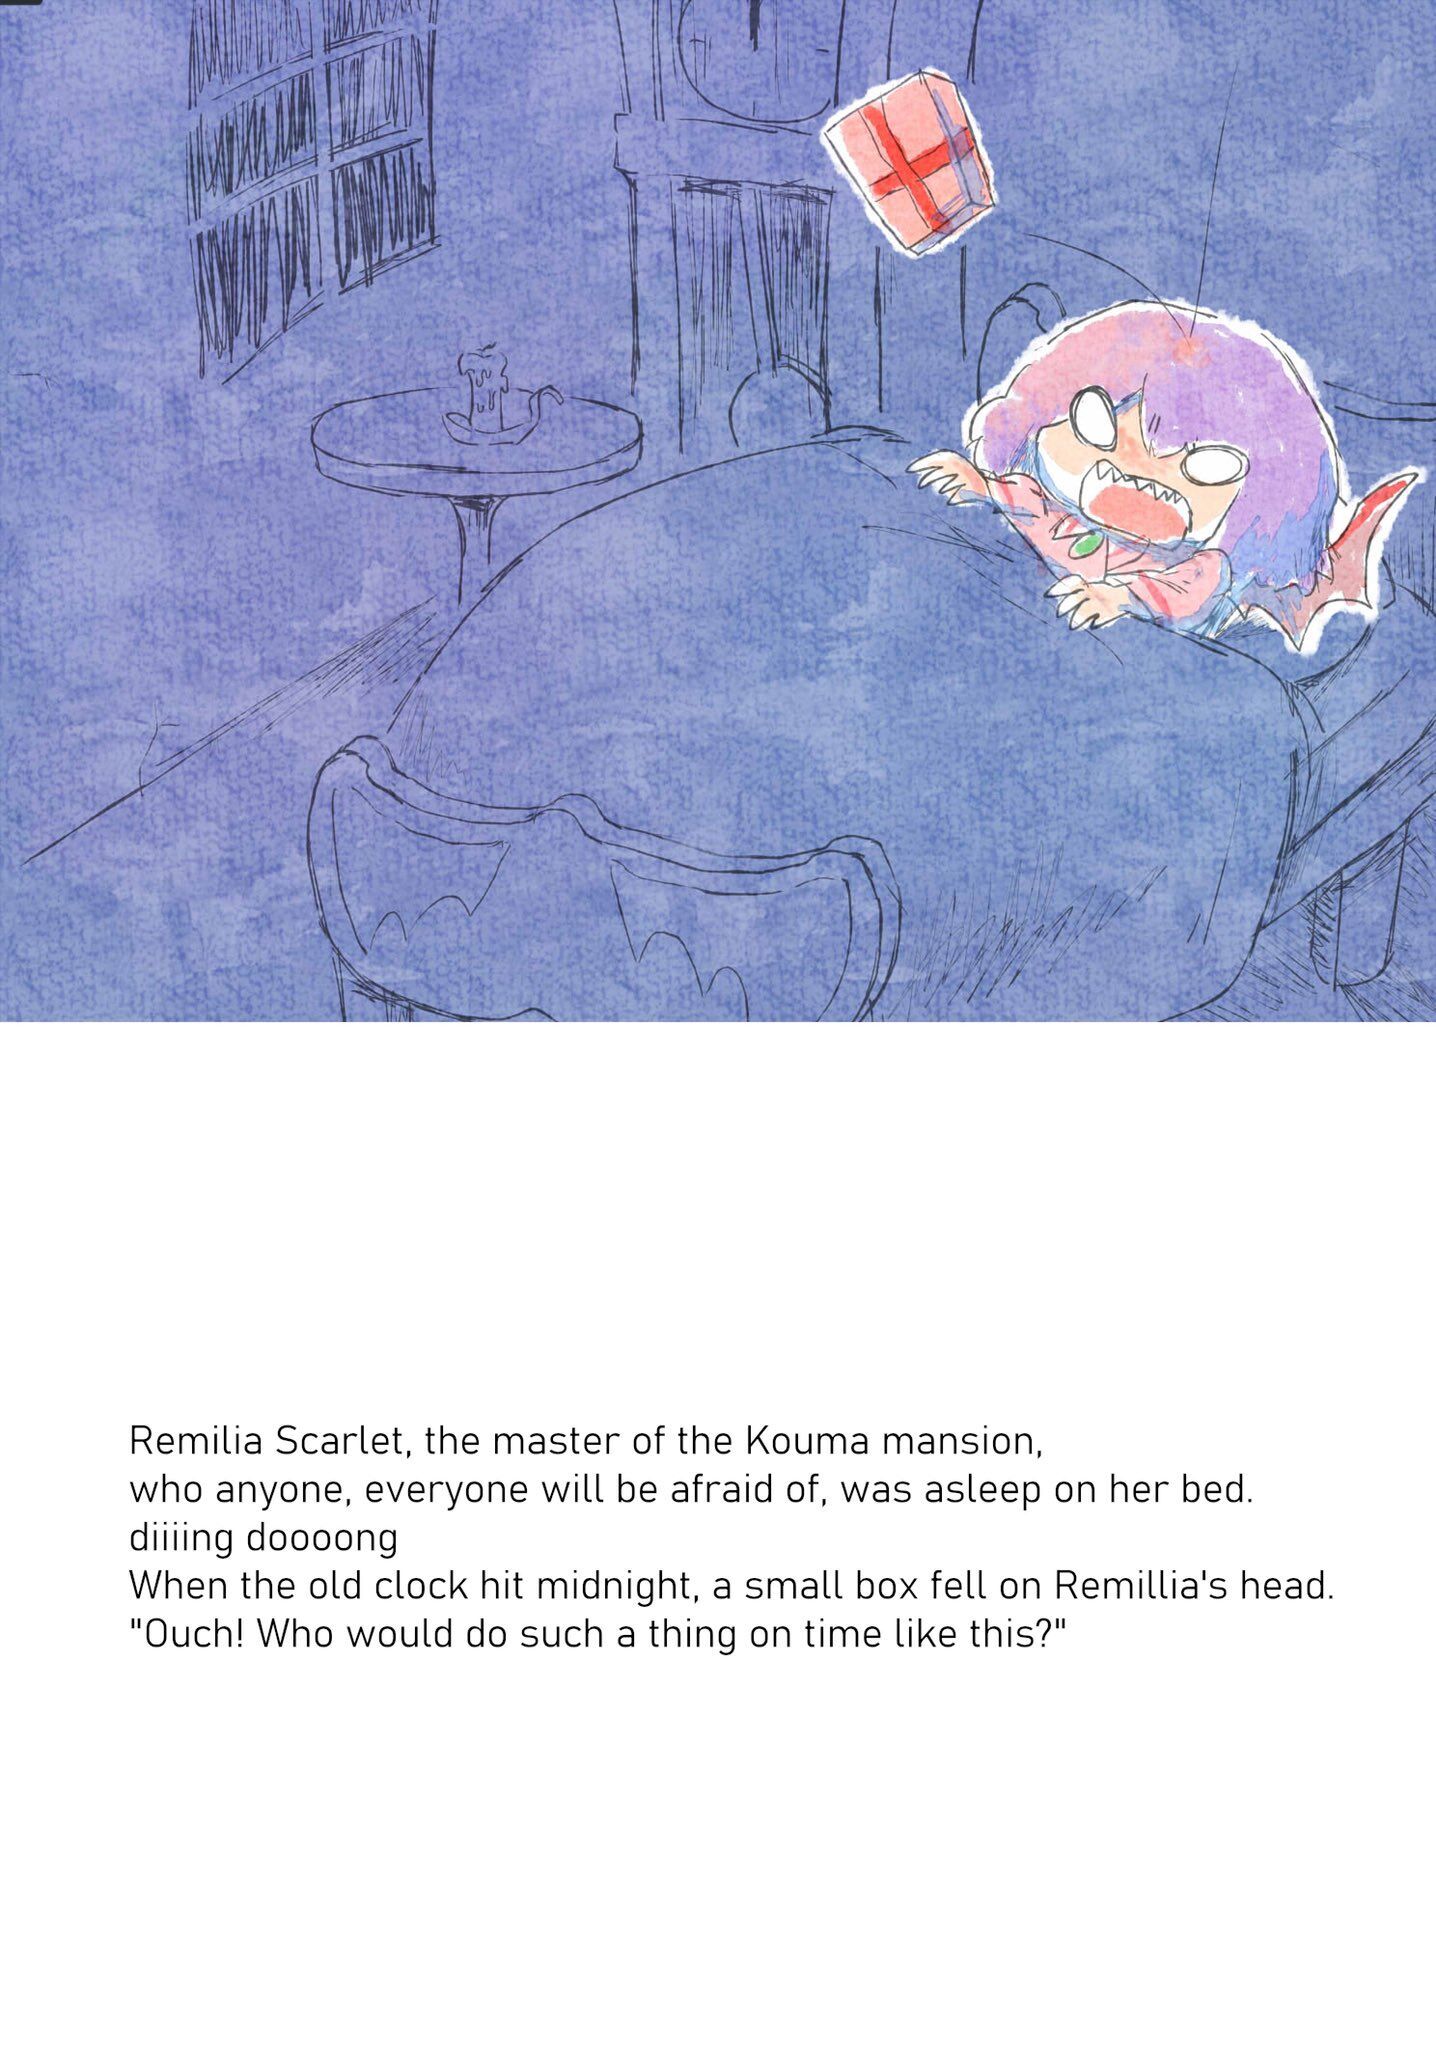 Remilia Scarlet, the master of the Kouma mansion,
who anyone, everyone will be afraid of, was asleep on her bed.
diiiing doooong
When the old clock hit midnight, a small box fell on Remillia's head.
"Ouch! Who would do such a thing on time like this?"